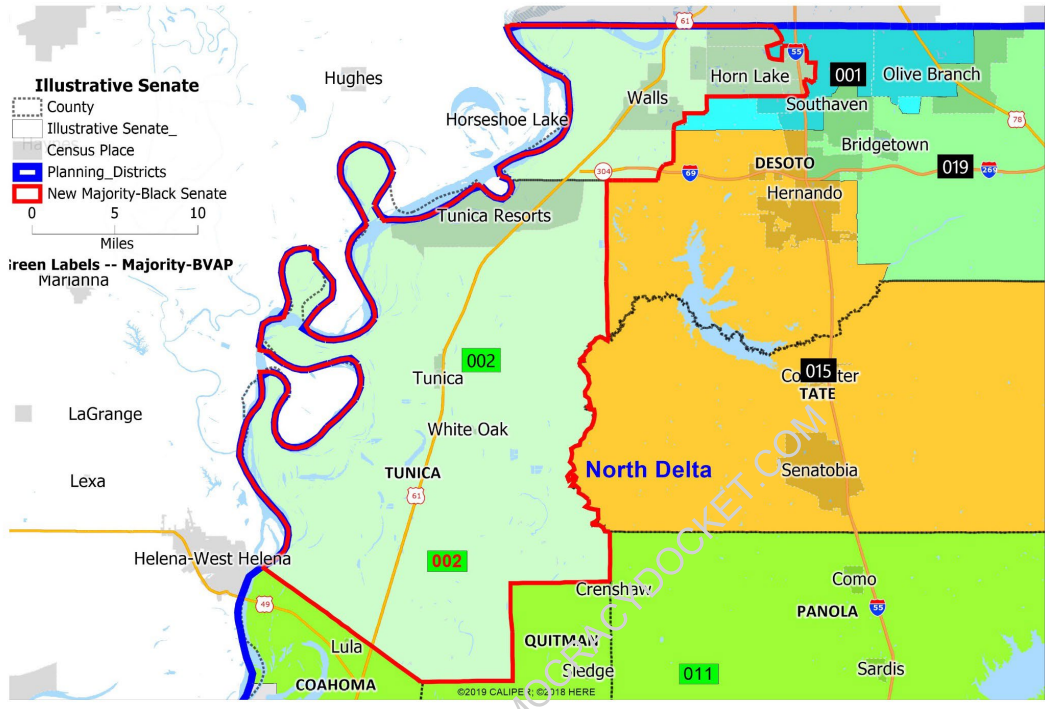 Illustrative Senate
County
Illustrative Senate_
Census Place
Planning_Districts
New Majority-Black Senate
0 5 10
Miles
Green Labels -- Majority-BVAP
Marianna
Hughes
Horseshoe Lake
Walls
Horn Lake
61
55
001
Olive Branch
Southaven
78
Bridgetown
304
69
DESOTO
019
269
Hernando
Tunica Resorts
002
Tunica
015
TATE
LaGrange
White Oak
North Delta
Senatobia
Lexa
TUNICA
61
Helena-West Helena
002
Crenshaw
Como
49
PANOLA
55
Lula
QUITMAN
Sledge
011
Sardis
COAHOMA
©2019 CALIPER; ©2018 HERE